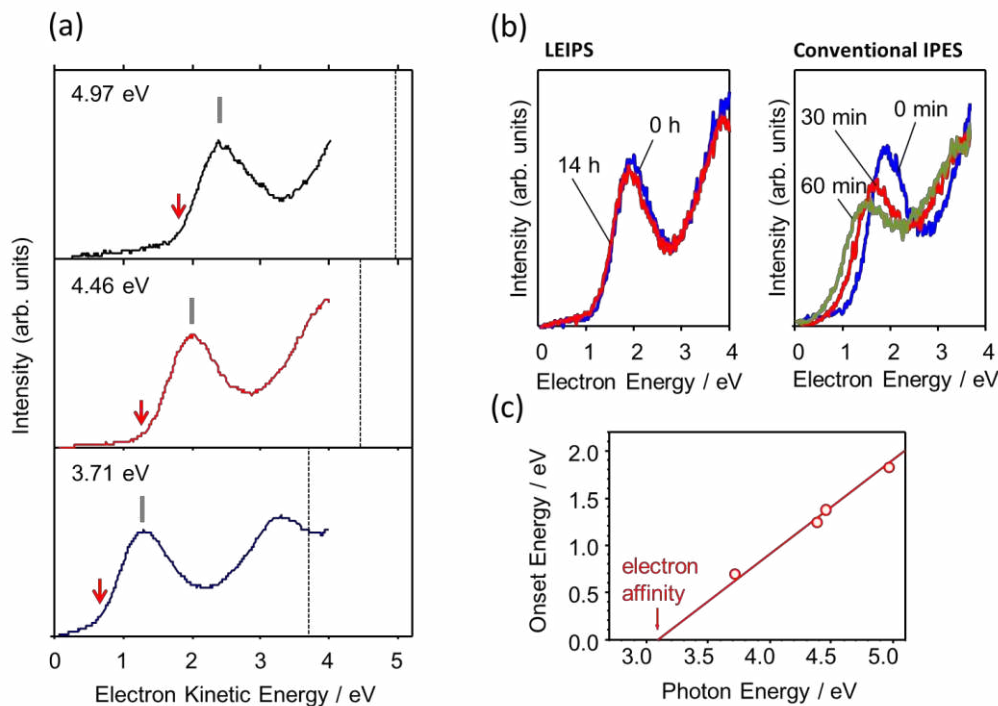 (a)
4.97 eV
4.46 eV
3.71 eV
Intensity (arb. units)
0 1 2 3 4 5
Electron Kinetic Energy / eV
(b)
LEIPS
0 h
14 h
Intensity (arb. units)
0 1 2 3 4
Electron Energy / eV
Conventional IPES
30 min
0 min
60 min
Intensity (arb. units)
0 1 2 3 4
Electron Energy / eV
(c)
2.0
1.5
1.0
0.5
0.0
Onset Energy / eV
electron
affinity
3.0 3.5 4.0 4.5 5.0
Photon Energy / eV